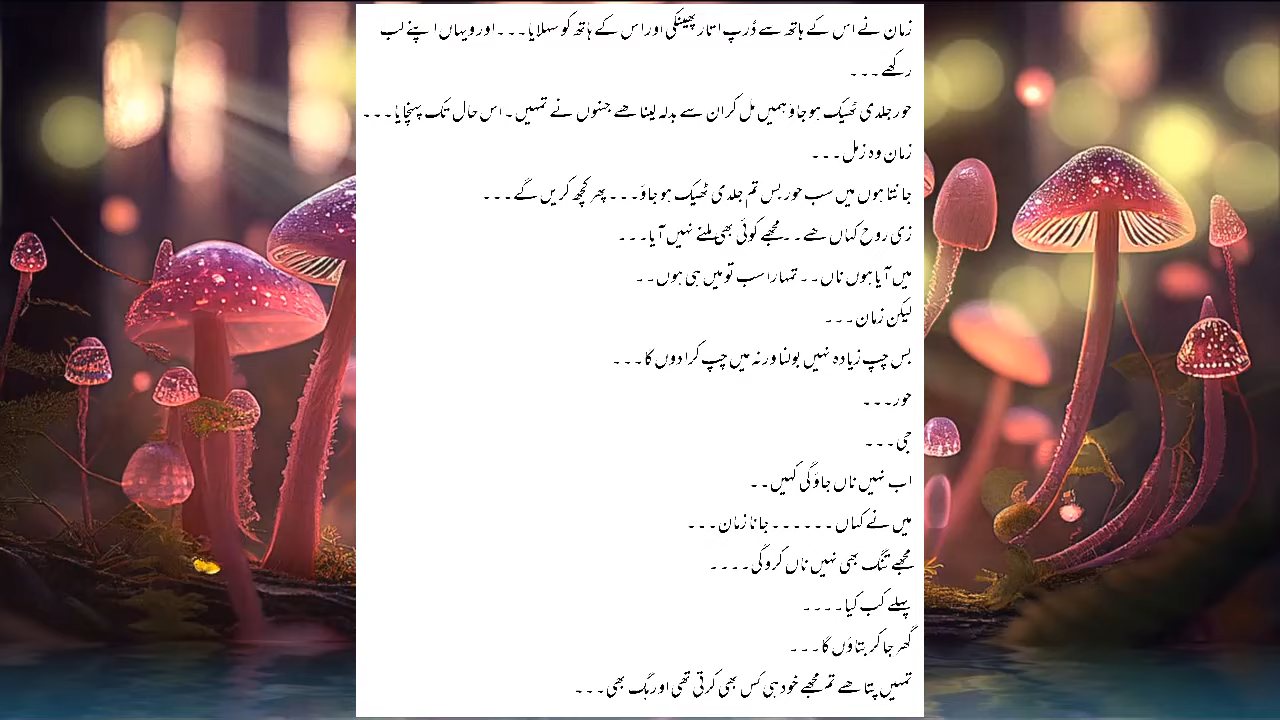 زمان نے اس کے ہاتھ سے ڈرپ اتار پھینکی اور اس کے ہاتھ کو سہلایا۔۔۔اور ویہاں اپنے لب
رکھے۔۔۔
حور جلدی ٹھیک ہو جاؤ ہمیں مل کر ان سے بدلہ لینا ھے جنوں نے تمہیں۔اس حال تک پہنچایا۔۔۔
زمان وہ زمل۔۔۔
جانتا ہوں میں سب حور بس تم جلدی ٹھیک ہو جاؤ۔۔۔پھر کچھ کریں گے۔۔۔
زی روح کہاں ھے۔۔مجھے کوئی بھی ملنے نہیں آیا۔۔۔
میں آیا ہوں ناں۔۔تمہارا سب تو میں ہی ہوں۔۔
لیکن زمان۔۔۔
بس چپ زیادہ نہیں بولنا ورنہ میں چپ کرا دوں گا۔۔۔
حور۔۔۔
جی۔۔۔
اب نہیں ناں جاؤ گی کہیں۔۔
میں نے کہاں۔۔۔۔۔۔جانا زمان۔۔۔
مجھے تنگ بھی نہیں ناں کرو گی۔۔۔۔
پہلے کب کیا۔۔۔۔
گھر جا کر بتاؤں گا۔۔۔
تمہیں پتا ھے تم مجھے خود ہی کس بھی کرتی تھی اور ہگ بھی۔۔۔